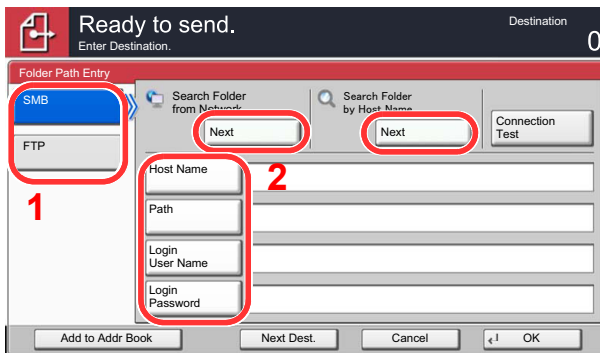 Ready to send.
Destination
Enter Destination.
0
Folder Path Entry
SMB
FTP
1
Search Folder
from Network
Next
Search Folder
by Host Name
Next
Connection
Test
2
Host Name
Path
Login
User Name
Login
Password
Add to Addr Book
Next Dest.
Cancel
OK